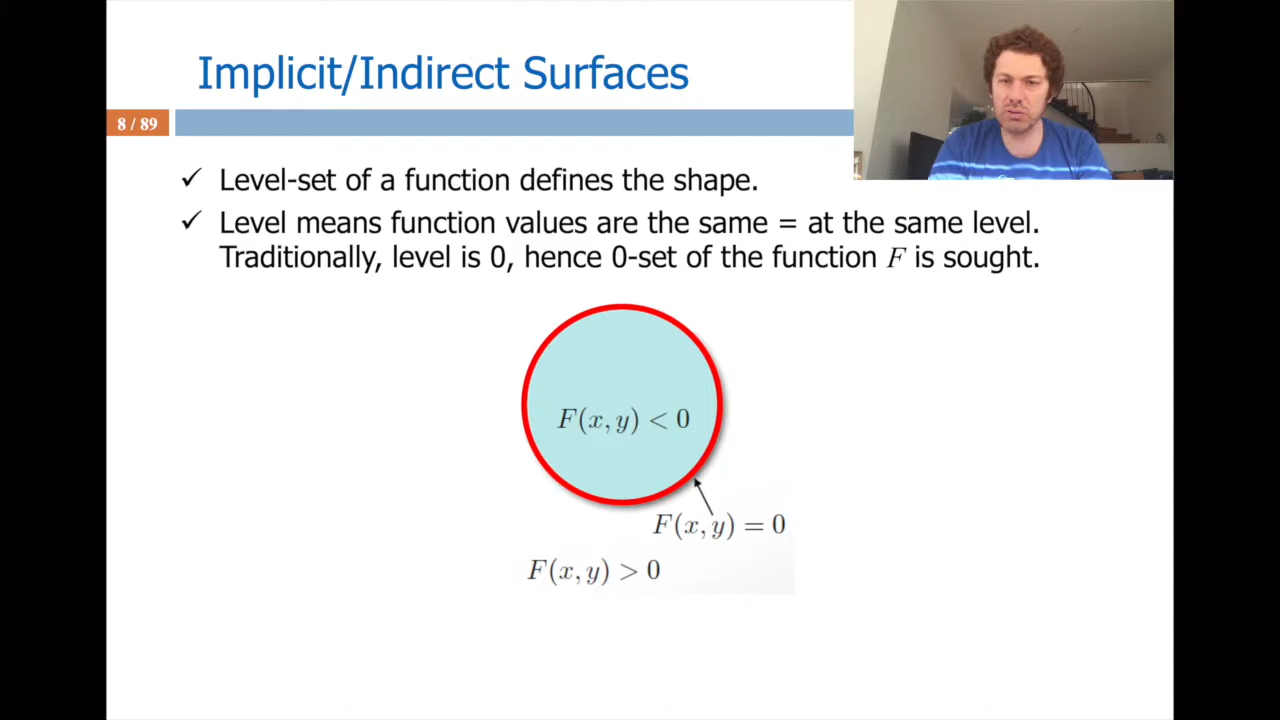 Implicit/Indirect Surfaces
8 / 89
✓ Level-set of a function defines the shape.
✓ Level means function values are the same = at the same level.
Traditionally, level is 0, hence 0-set of the function F is sought.
F(x, y) < 0
F(x, y) = 0
F(x, y) > 0